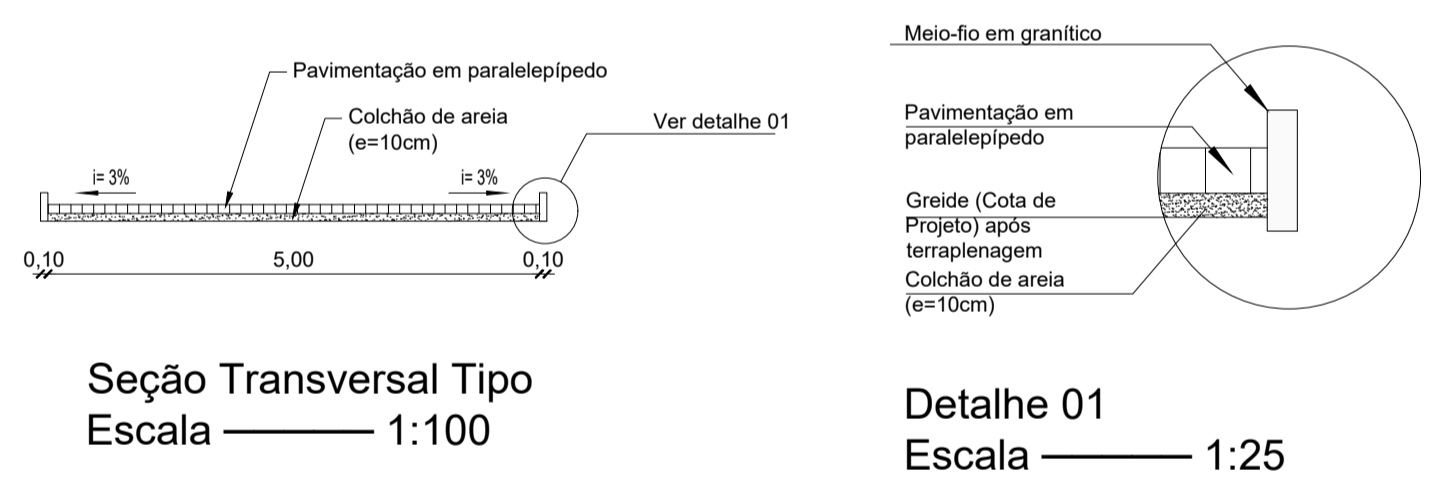 Pavimentação em paralelepípedo
Colchão de areia
(e=10cm)
Ver detalhe 01
i= 3%
i= 3%
0,10
5,00
0,10
Seção Transversal Tipo
Escala 1:100
Meio-fio em granítico
Pavimentação em
paralelepípedo
Greide (Cota de
Projeto) após
terraplenagem
Colchão de areia
(e=10cm)
Detalhe 01
Escala 1:25